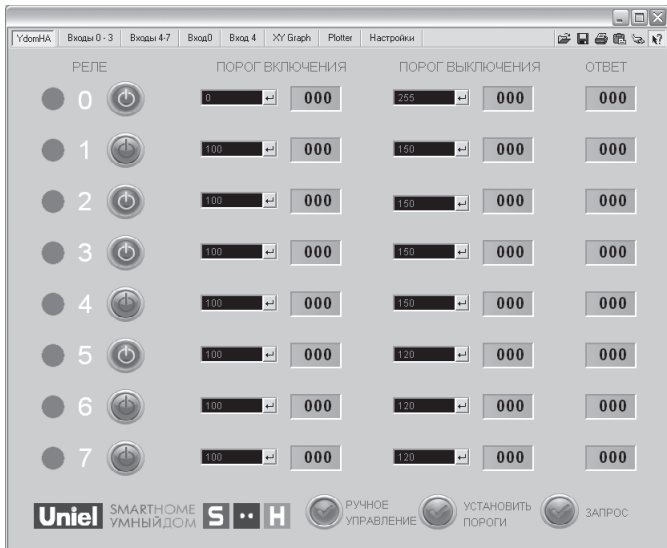 YdomHA Входы 0 - 3 Входы 4-7 Вход0 Вход 4 XY Graph Plotter Настройки
РЕЛЕ ПОРОГ ВКЛЮЧЕНИЯ ПОРОГ ВЫКЛЮЧЕНИЯ ОТВЕТ
0 0 000 255 000 000
1 100 000 150 000 000
2 100 000 150 000 000
3 100 000 150 000 000
4 100 000 150 000 000
5 100 000 120 000 000
6 100 000 120 000 000
7 100 000 120 000 000
Uniel SMARTHOME УМНЫЙДОМ S·· H РУЧНОЕ УПРАВЛЕНИЕ УСТАНОВИТЬ ПОРОГИ ЗАПРОС